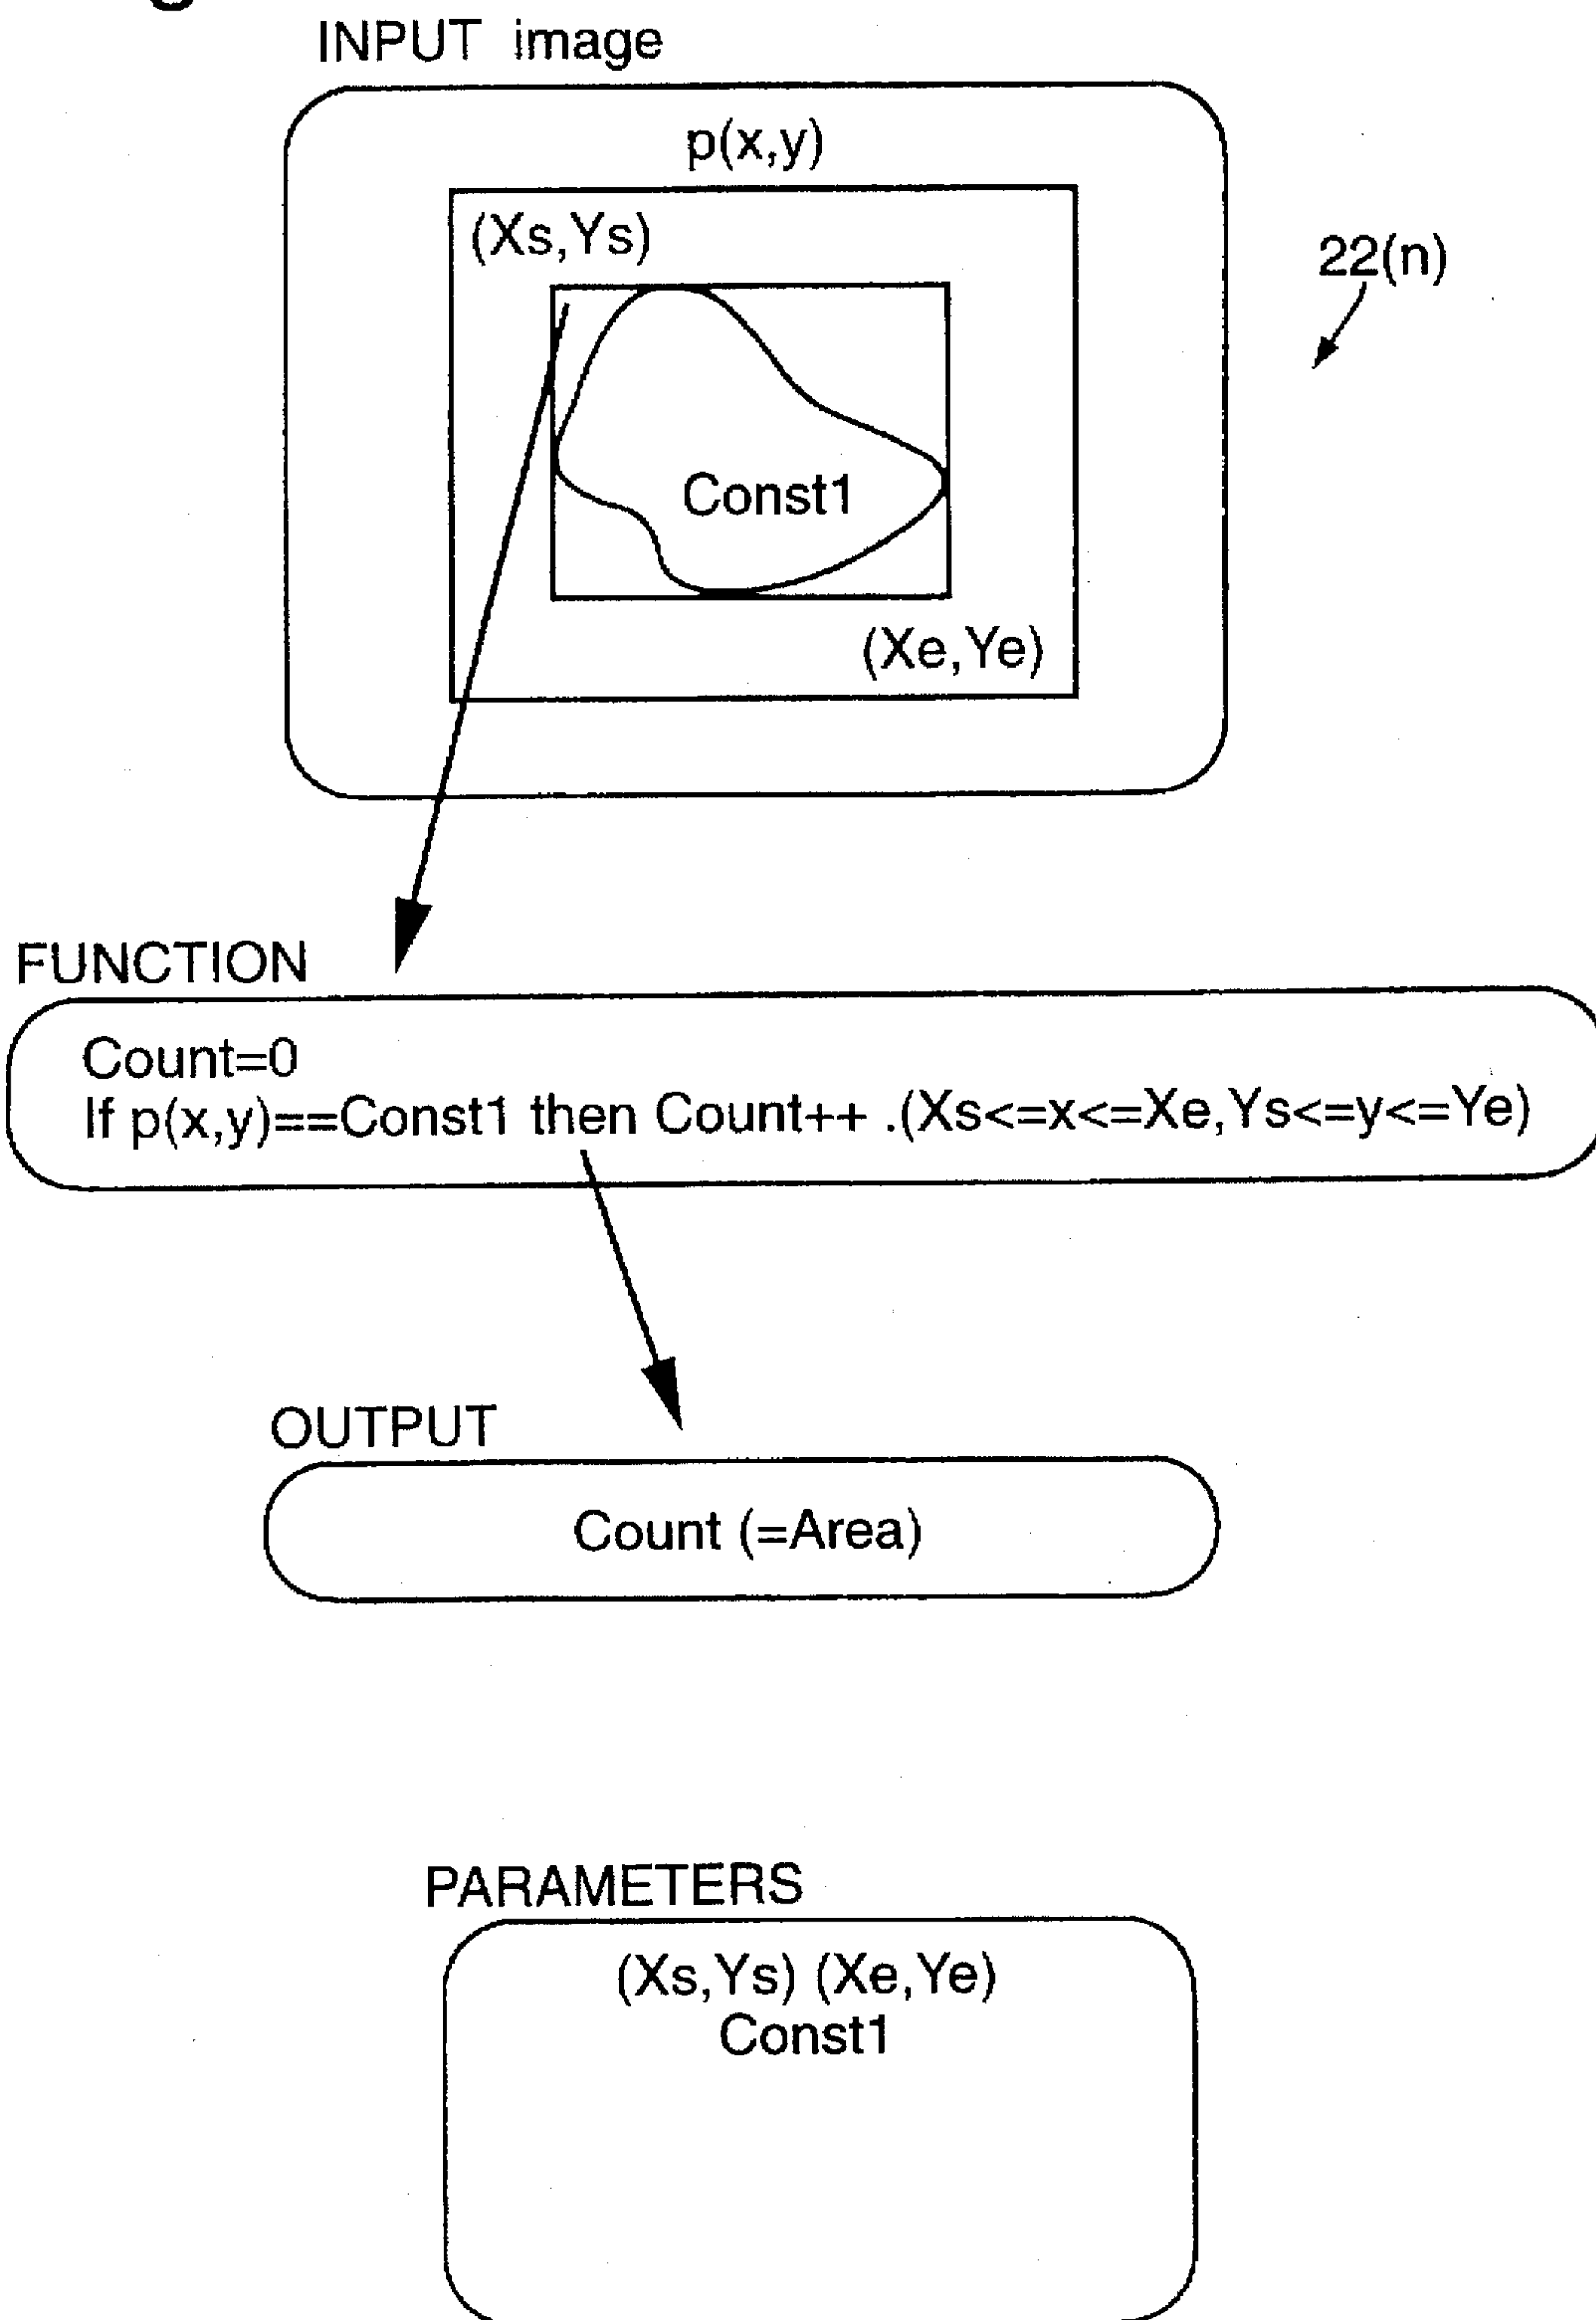 INPUT image
p(x,y)
(Xs,Ys)
22(n)
Const1
(Xe,Ye)
FUNCTION
Count=0
If p(x,y)==Const1 then Count++ .(Xs<=x<=Xe,Ys<=y<=Ye)
OUTPUT
Count (=Area)
PARAMETERS
(Xs,Ys) (Xe,Ye)
Const1